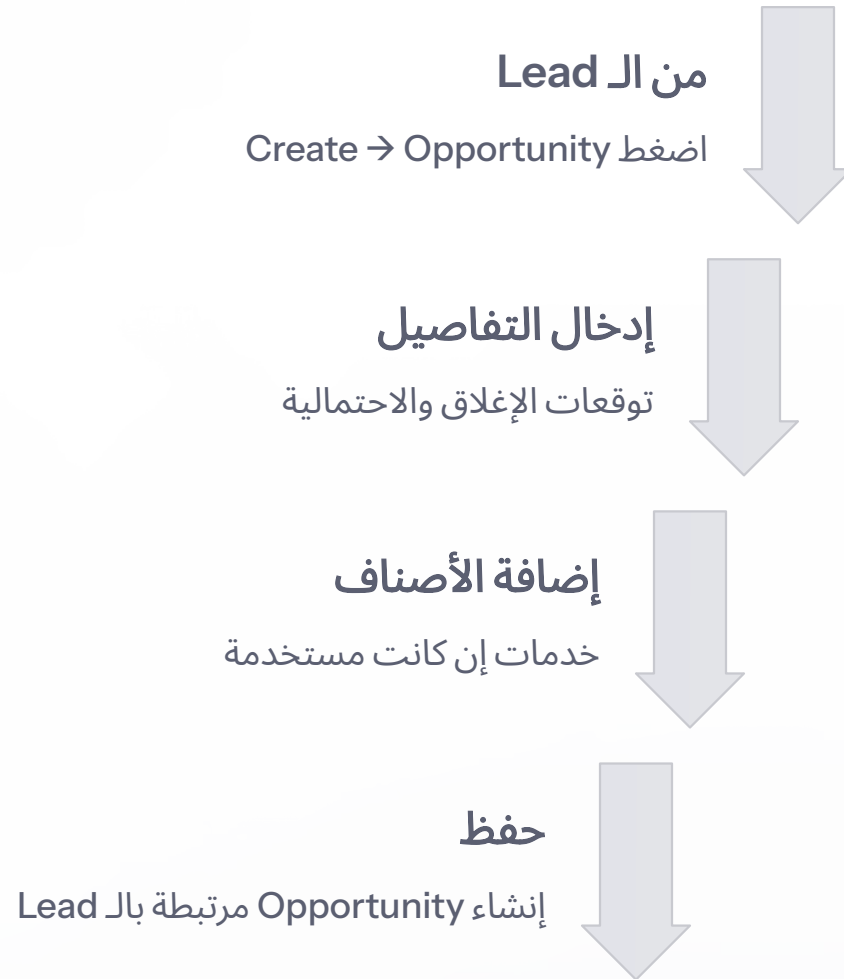 من الـ Lead
اضغط Create → Opportunity
إدخال التفاصيل
توقعات الإغلاق والاحتمالية
إضافة الأصناف
خدمات إن كانت مستخدمة
حفظ
إنشاء Opportunity مرتبطة بالـ Lead